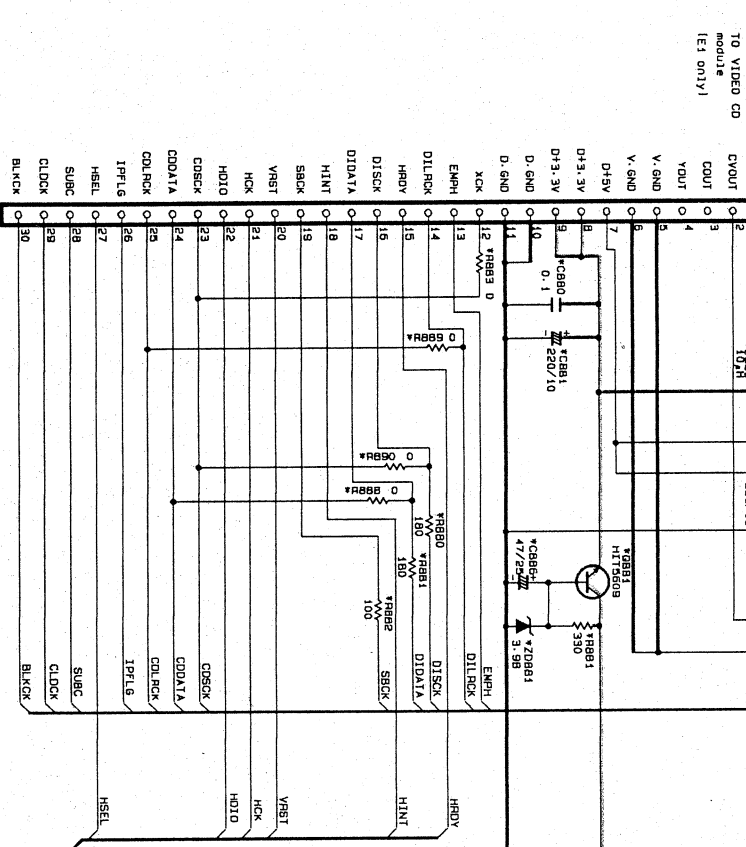 TO VIDEO CD
module
(E1 only)
BLKCK
CLDCK
SUBC
HSEL
IPFLG
CDLRCK
CDDATA
CDSCK
HDIO
HCK
VRST
SBCK
HINT
DIDATA
DISCK
HRDY
DILRCK
EMPH
XCK
D.GND
D.GND
D+3.3V
D+3.3V
D+5V
V.GND
V.GND
YOUT
COUT
CVOUT
30
29
28
27
26
25
24
23
22
21
20
19
18
17
16
15
14
13
12
11
10
9
8
7
6
5
4
3
2
*R883 0
*C880
0.1
*C881
220/10
*R889 0
*R890 0
*R888 0
*R880
180
*R881
180
*R882
100
*C886
47/25
*Q881
HIT5609
*ZD881
3.9B
*R881
330
BLKCK
CLDCK
SUBC
IPFLG
CDLRCK
CDDATA
CDSCK
SBCK
DIDATA
DISCK
DILRCK
EMPH
HSEL
HDIO
HCK
VRST
HINT
HRDY